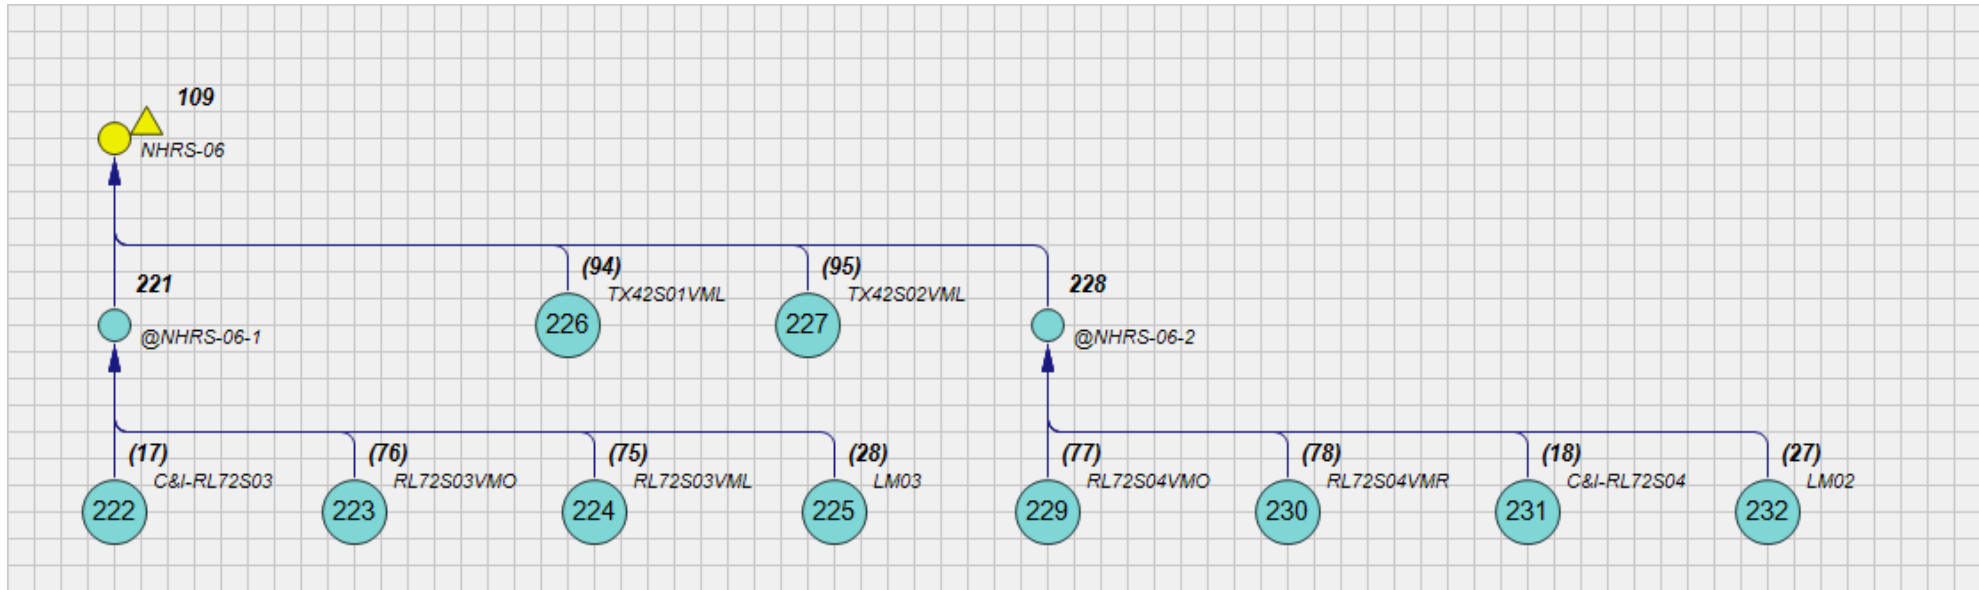 109
NHRS-06
221
@NHRS-06-1
(94)
TX42S01VML
226
(95)
TX42S02VML
227
228
@NHRS-06-2
(17)
C&I-RL72S03
222
(76)
RL72S03VMO
223
(75)
RL72S03VML
224
(28)
LM03
225
(77)
RL72S04VMO
229
(78)
RL72S04VMR
230
(18)
C&I-RL72S04
231
(27)
LM02
232